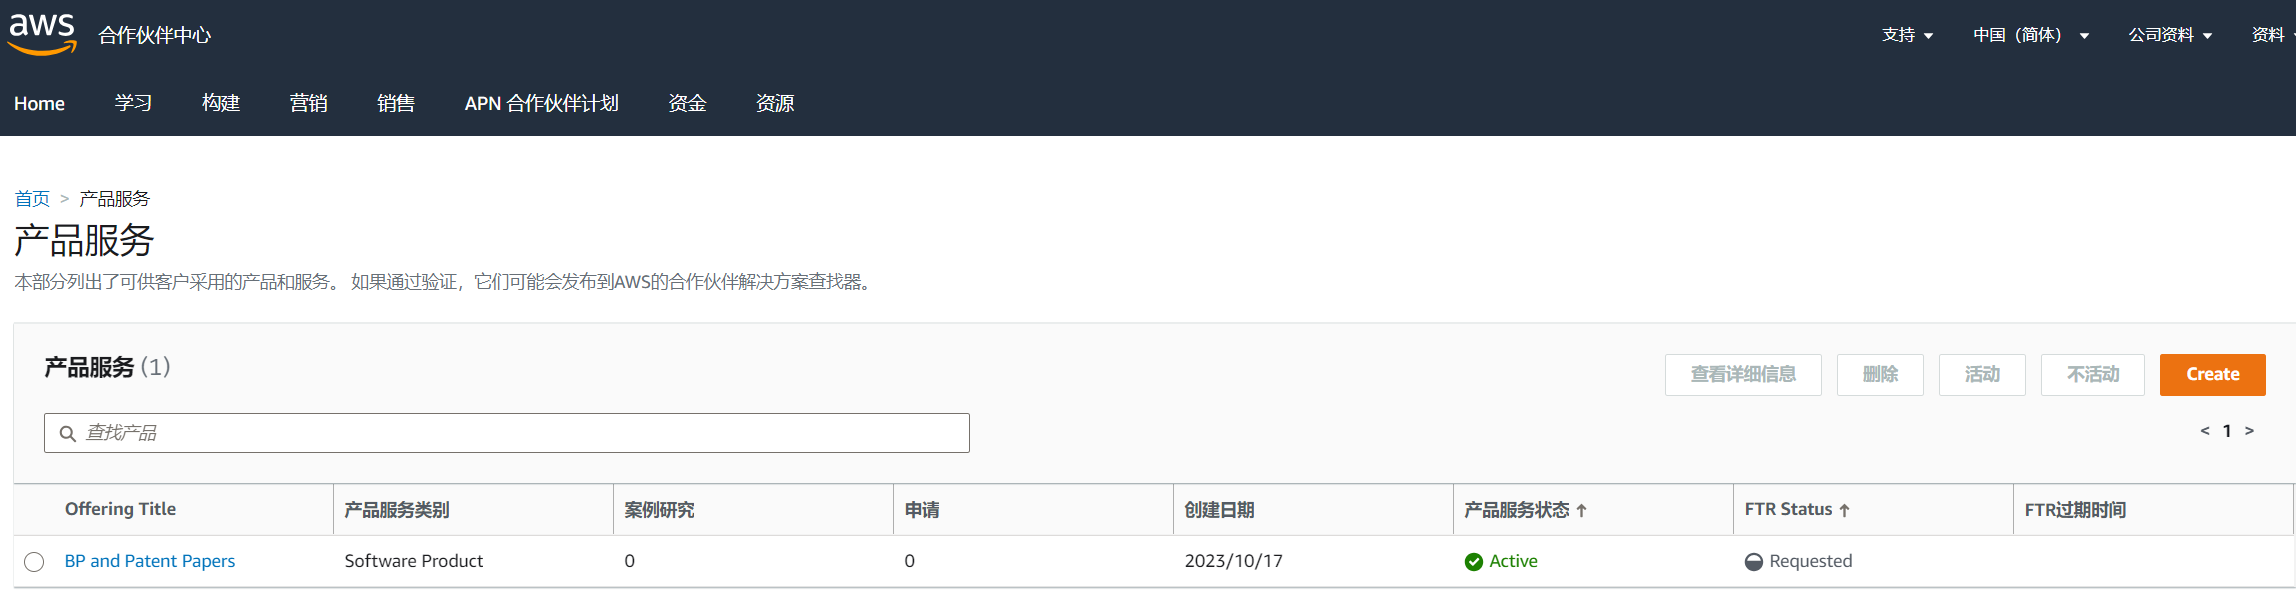 aws 合作伙伴中心 支持 中国（简体） 公司资料 资料
Home 学习 构建 营销 销售 APN 合作伙伴计划 资金 资源
首页 > 产品服务
产品服务
本部分列出了可供客户采用的产品和服务。 如果通过验证，它们可能会发布到AWS的合作伙伴解决方案查找器。
产品服务 (1) 查看详细信息 删除 活动 不活动 Create
查找产品 < 1 >
Offering Title 产品服务类别 案例研究 申请 创建日期 产品服务状态 ↑ FTR Status ↑ FTR过期时间
BP and Patent Papers Software Product 0 0 2023/10/17 Active Requested